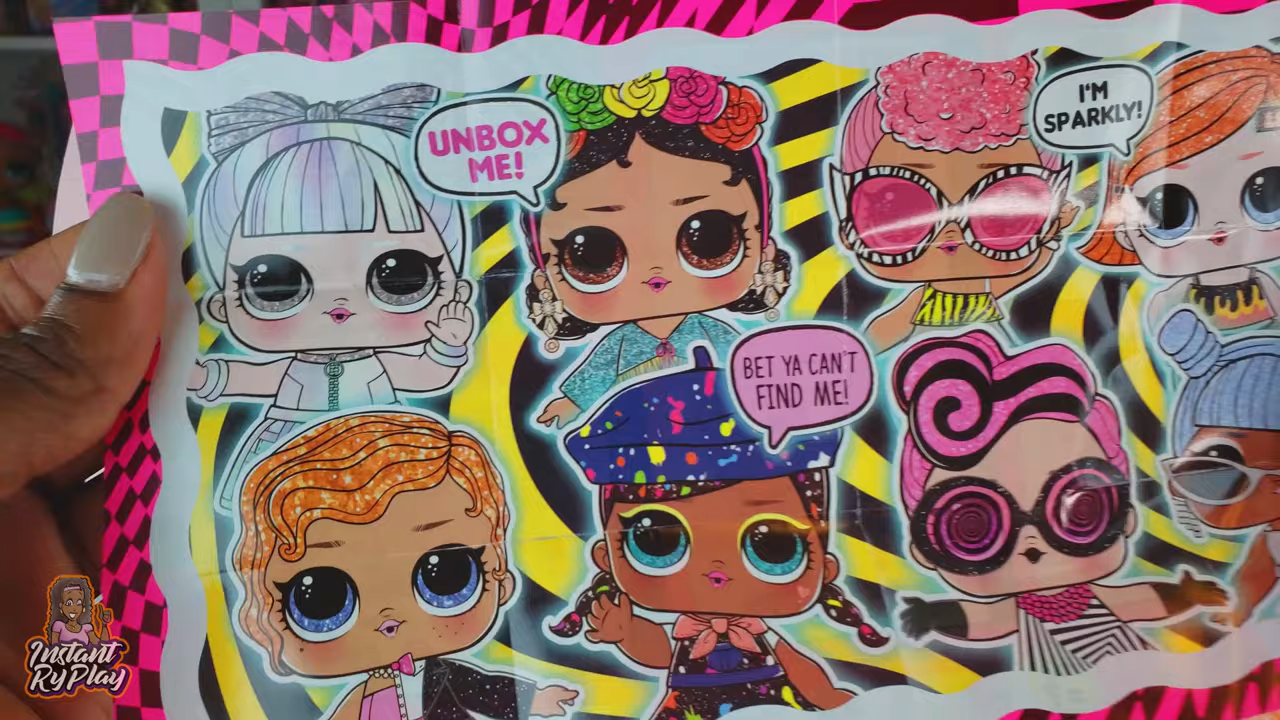 UNBOX
ME!
I'M
SPARKLY!
BET YA CAN'T
FIND ME!
Instant
RyPlay